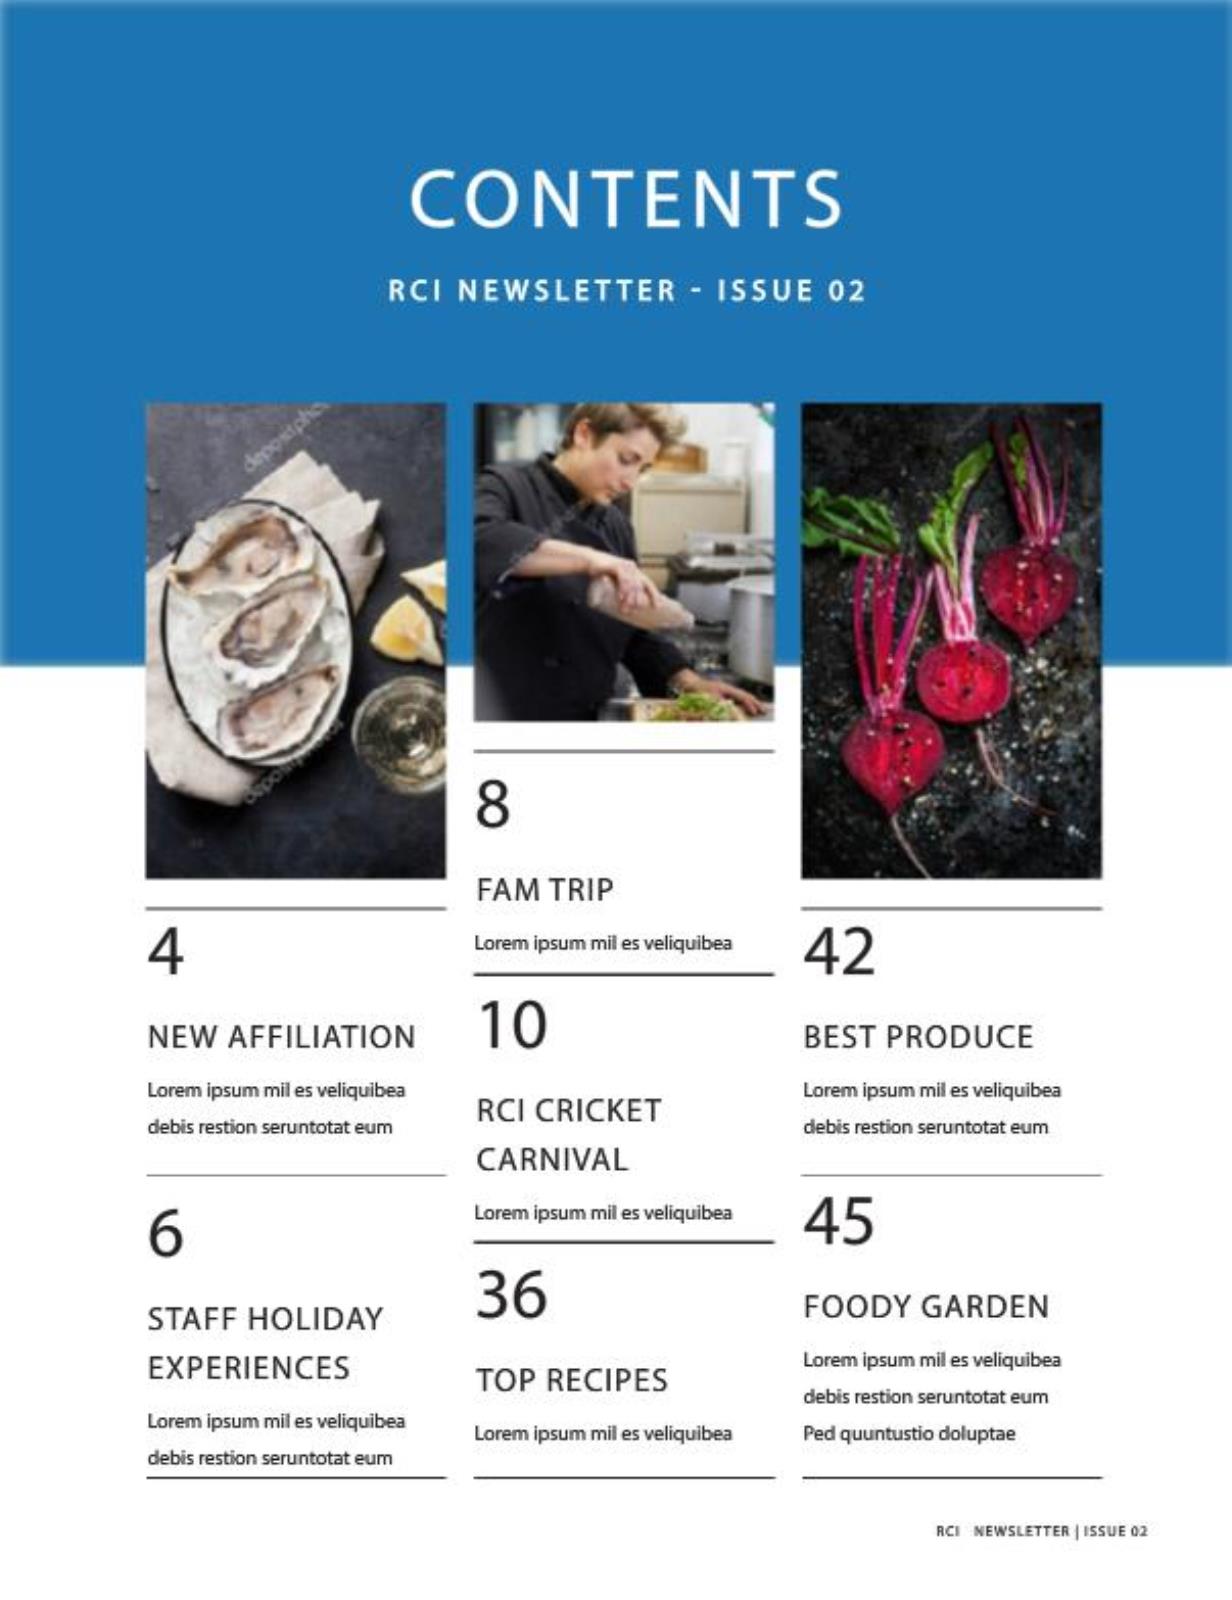 CONTENTS
RCI NEWSLETTER - ISSUE 02
depositphotos
depositphotos
4
NEW AFFILIATION
Lorem ipsum mil es veliquibea
debis restion seruntotat eum
6
STAFF HOLIDAY
EXPERIENCES
Lorem ipsum mil es veliquibea
debis restion seruntotat eum
8
FAM TRIP
Lorem ipsum mil es veliquibea
10
RCI CRICKET
CARNIVAL
Lorem ipsum mil es veliquibea
36
TOP RECIPES
Lorem ipsum mil es veliquibea
42
BEST PRODUCE
Lorem ipsum mil es veliquibea
debis restion seruntotat eum
45
FOODY GARDEN
Lorem ipsum mil es veliquibea
debis restion seruntotat eum
Ped quuntustio doluptae
RCI NEWSLETTER | ISSUE 02